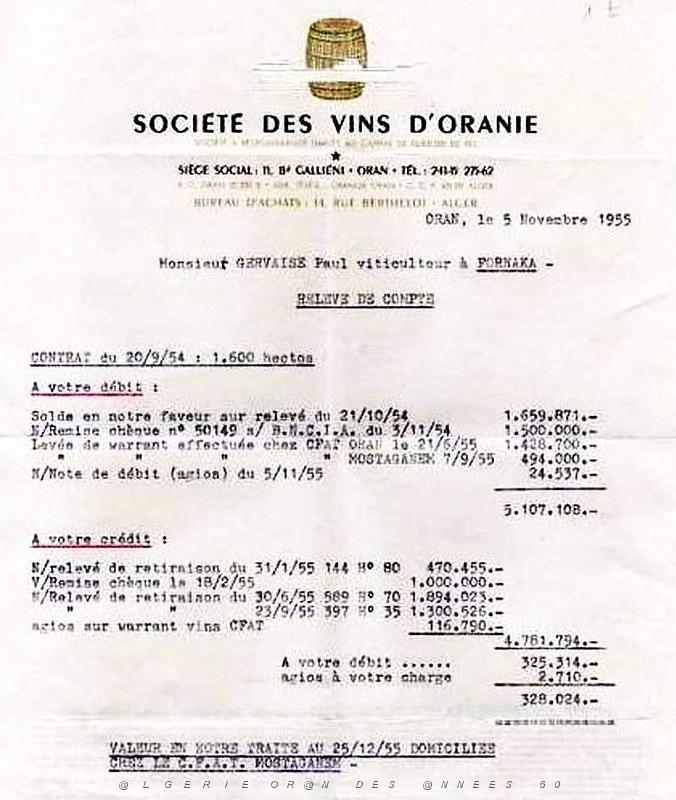 SOCIÉTÉ DES VINS D'ORANIE
SIÈGE SOCIAL: 11, Bd GALLIÉNI • ORAN • TÉL.:
BUREAU D'ACHATS: 14, RUE BERTHELOT - ALGER
ORAN, le 5 Novembre 1955
Monsieur GERVAISE Paul viticulteur à FORNAKA -
RELEVE DE COMPTE
CONTRAT du 20/9/54 : 1.600 hectos
A votre débit :
Solde en notre faveur sur relevé du 21/10/54 1.659.871.-
N/Remise chèque n° 50149 s/ B.N.C.I.A. du 3/11/54 1.500.000.-
Levée de warrant effectuée chez CFAT ORAN le 21/6/55 1.428.700.-
" " " " MOSTAGANEM 7/9/55 494.000.-
N/Note de débit (agios) du 5/11/55 24.537.-
5.107.108.-
A votre crédit :
N/relevé de retiraison du 31/1/55 144 H° 80 470.455.-
V/Remise chèque le 18/2/55 1.000.000.-
N/Relevé de retiraison du 30/6/55 589 H° 70 1.894.023.-
" " 23/9/55 397 H° 35 1.300.526.-
agios sur warrant vins CFAT 116.790.-
4.781.794.-
A votre débit ...... 325.314.-
agios à votre charge 2.710.-
328.024.-
VALEUR EN NOTRE TRAITE AU 25/12/55 DOMICILIEE
CHEZ LE C.F.A.T. MOSTAGANEM -
@LGERIE OR@N DES @NNEES 50